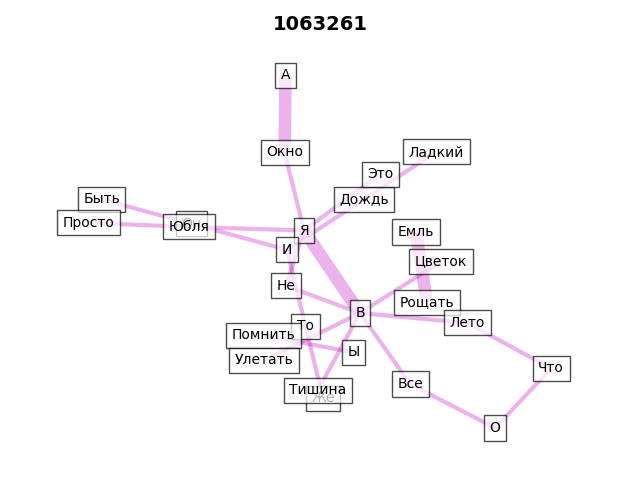 1063261
А
Окно
Ладкий
Это
Дождь
Быть
Просто
Юбля
Я
Емль
И
Цветок
Не
Рощать
В
Лето
То
Помнить
Ы
Улетать
Что
Все
Тишина
Же
О